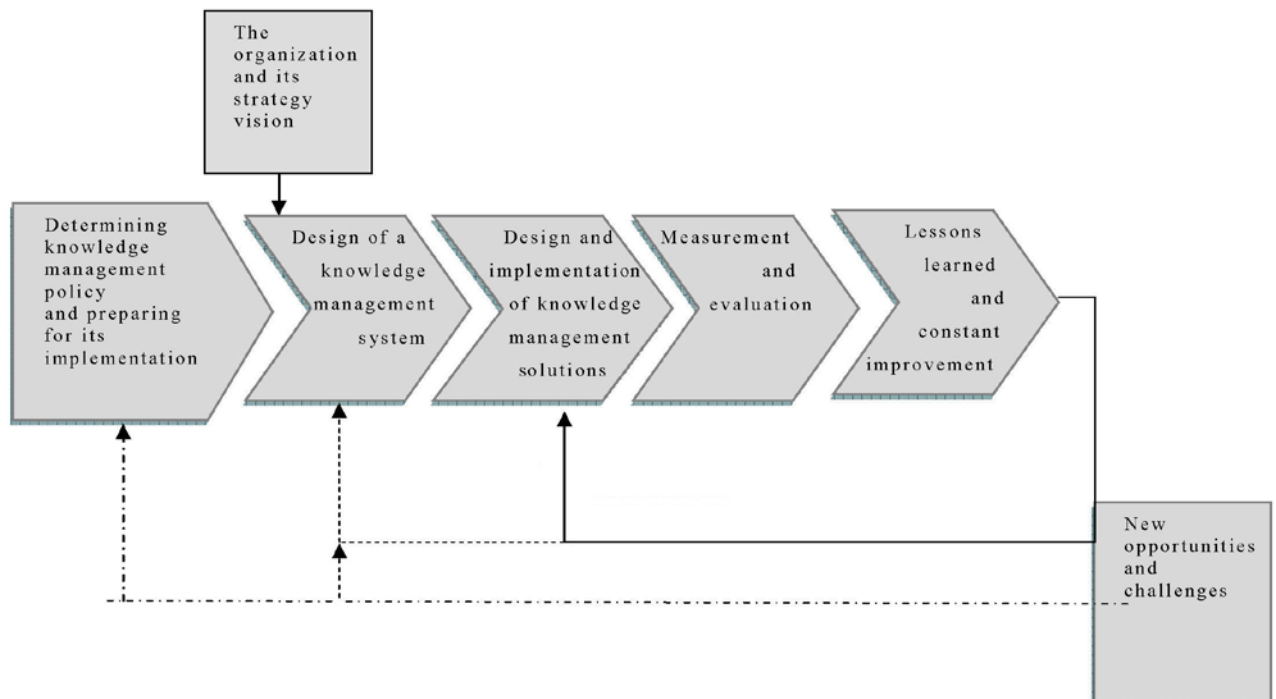 The
organization
and its
strategy
vision
Determining
knowledge
management
policy
and preparing
for its
implementation
Design of a
knowledge
management
system
Design and
implementation
of knowledge
management
solutions
Measurement
and
evaluation
Lessons
learned
and
constant
improvement
New
opportunities
and
challenges